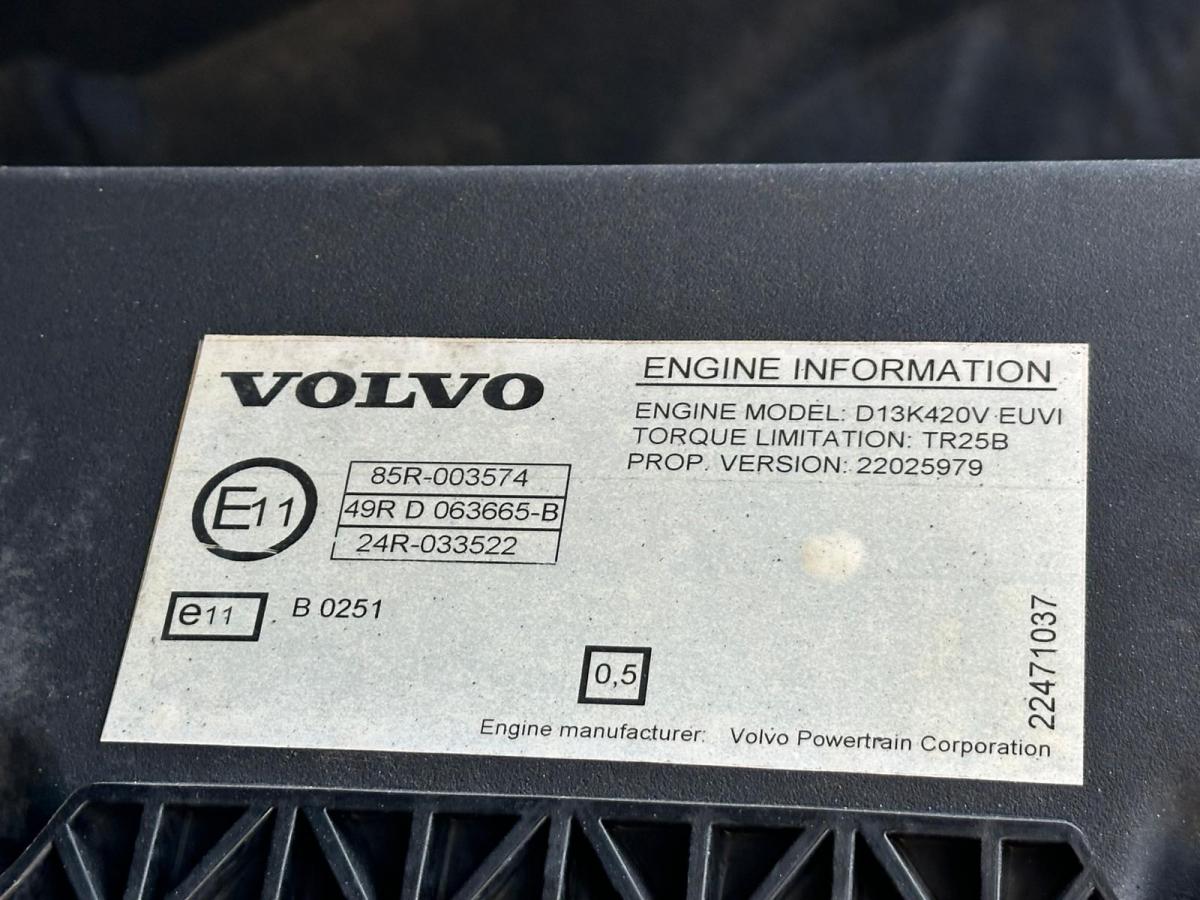 VOLVO
ENGINE INFORMATION
ENGINE MODEL: D13K420V EUVI
TORQUE LIMITATION: TR25B
PROP. VERSION: 22025979
E11
85R-003574
49R D 063665-B
24R-033522
e11 B 0251
0,5
22471037
Engine manufacturer: Volvo Powertrain Corporation